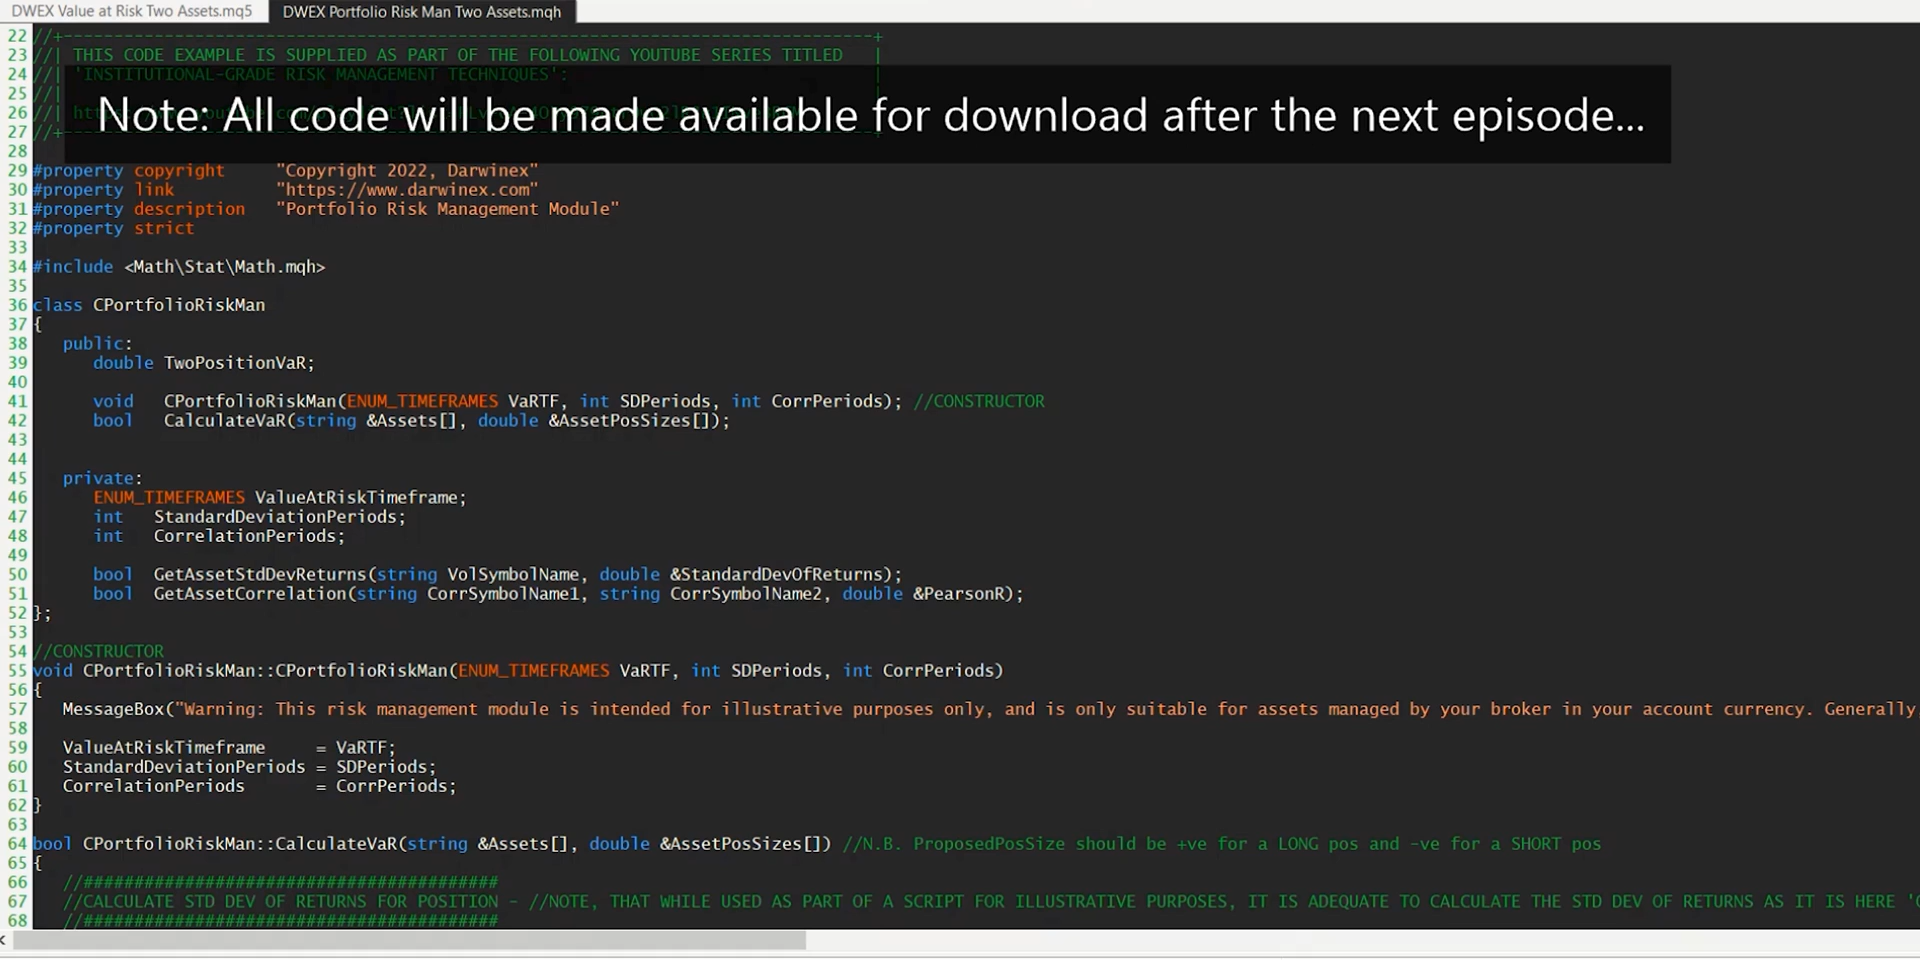 DWEX Value at Risk Two Assets.mq5 DWEX Portfolio Risk Man Two Assets.mqh
22 //+--------------------------------------------------------------------------------+
23 //| THIS CODE EXAMPLE IS SUPPLIED AS PART OF THE FOLLOWING YOUTUBE SERIES TITLED |
24 //| 'INSTITUTIONAL-GRADE RISK MANAGEMENT TECHNIQUES': |
25 //|
Note: All code will be made available for download after the next episode...
26 //|
27 //+
28
29 #property copyright "Copyright 2022, Darwinex"
30 #property link "https://www.darwinex.com"
31 #property description "Portfolio Risk Management Module"
32 #property strict
33
34 #include <Math\Stat\Math.mqh>
35
36 class CPortfolioRiskMan
37 {
38 public:
39 double TwoPositionVaR;
40
41 void CPortfolioRiskMan(ENUM_TIMEFRAMES VaRTF, int SDPeriods, int CorrPeriods); //CONSTRUCTOR
42 bool CalculateVaR(string &Assets[], double &AssetPosSizes[]);
43
44
45 private:
46 ENUM_TIMEFRAMES ValueAtRiskTimeframe;
47 int StandardDeviationPeriods;
48 int CorrelationPeriods;
49
50 bool GetAssetStdDevReturns(string VolSymbolName, double &StandardDevOfReturns);
51 bool GetAssetCorrelation(string CorrSymbolName1, string CorrSymbolName2, double &PearsonR);
52 };
53
54 //CONSTRUCTOR
55 void CPortfolioRiskMan::CPortfolioRiskMan(ENUM_TIMEFRAMES VaRTF, int SDPeriods, int CorrPeriods)
56 {
57 MessageBox("Warning: This risk management module is intended for illustrative purposes only, and is only suitable for assets managed by your broker in your account currency. Generally
58
59 ValueAtRiskTimeframe = VaRTF;
60 StandardDeviationPeriods = SDPeriods;
61 CorrelationPeriods = CorrPeriods;
62 }
63
64 bool CPortfolioRiskMan::CalculateVaR(string &Assets[], double &AssetPosSizes[]) //N.B. ProposedPosSize should be +ve for a LONG pos and -ve for a SHORT pos
65 {
66 //#########################################
67 //CALCULATE STD DEV OF RETURNS FOR POSITION - //NOTE, THAT WHILE USED AS PART OF A SCRIPT FOR ILLUSTRATIVE PURPOSES, IT IS ADEQUATE TO CALCULATE THE STD DEV OF RETURNS AS IT IS HERE
68 //#########################################